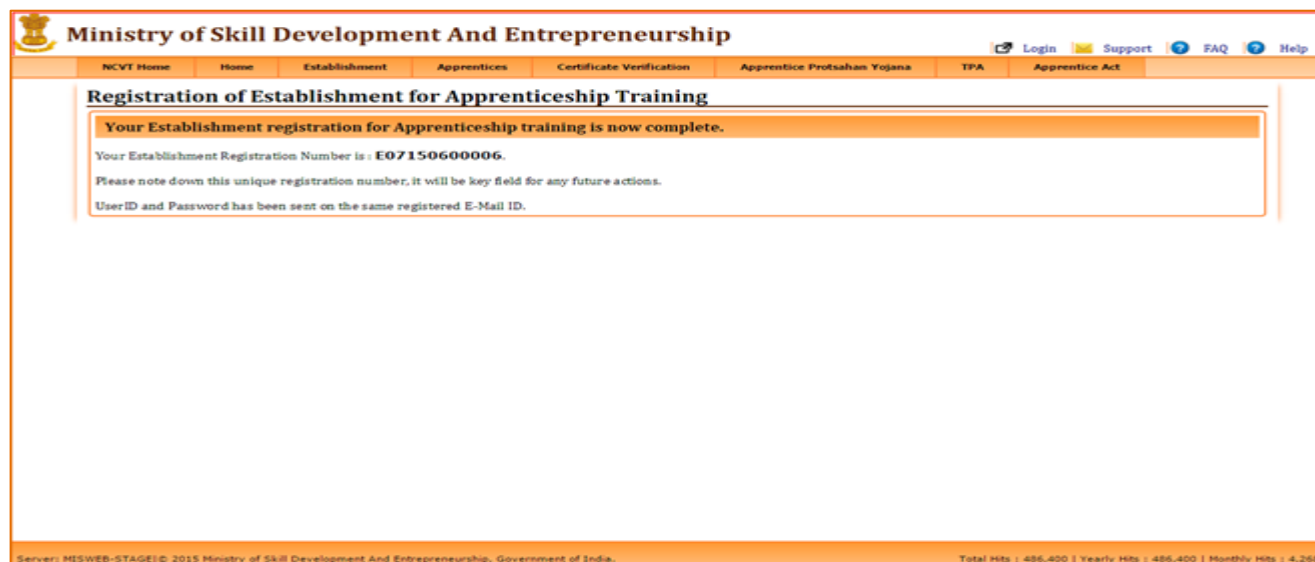 Ministry of Skill Development And Entrepreneurship
Login Support FAQ Help
NCVT Home Home Establishment Apprentices Certificate Verification Apprentice Protsahan Yojana TPA Apprentice Act
Registration of Establishment for Apprenticeship Training
Your Establishment registration for Apprenticeship training is now complete.
Your Establishment Registration Number is : E07150600006.
Please note down this unique registration number, it will be key field for any future actions.
UserID and Password has been sent on the same registered E-Mail ID.
Server: MISWEB-STAGE|© 2015 Ministry of Skill Development And Entrepreneurship, Government of India. Total Hits : 486,400 | Yearly Hits : 486,400 | Monthly Hits :